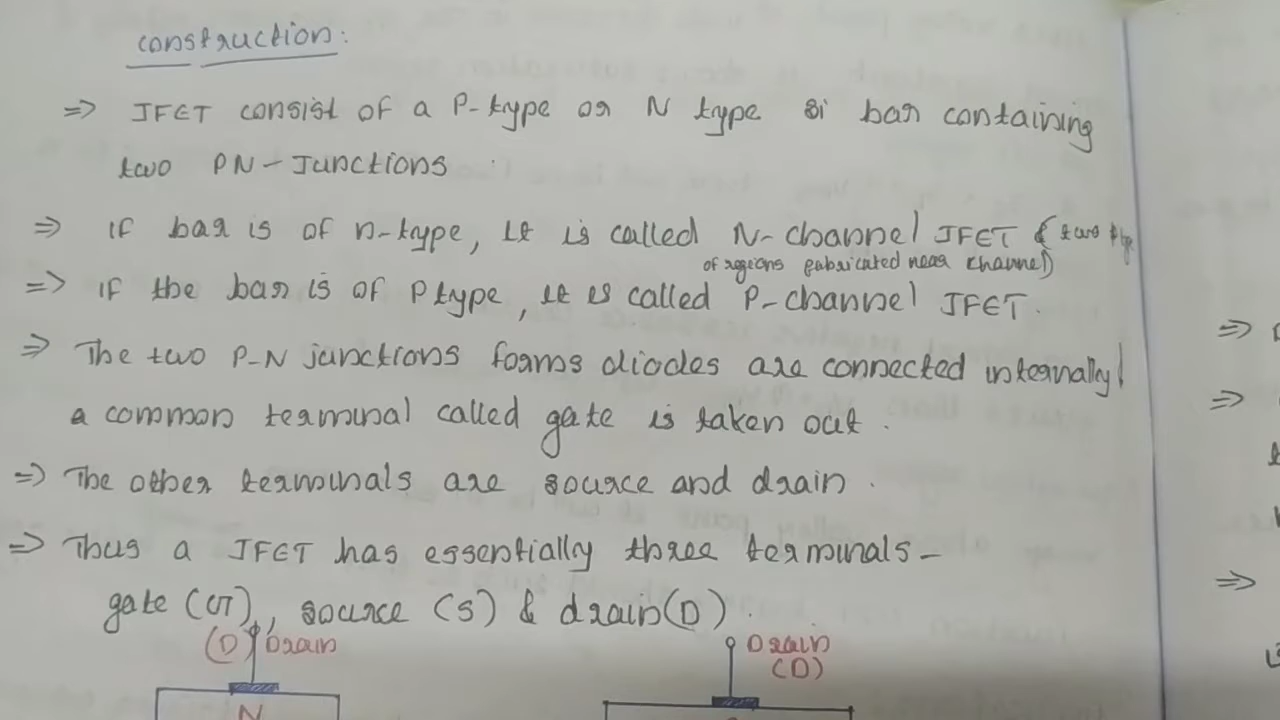 construction:
⇒ JFET consist of a P-type or N type Si bar containing
two PN-Junctions
⇒ if bar is of n-type, it is called N-channel JFET (two
of regions fabricated near channel)
⇒ if the bar is of P type, it is called P-channel JFET.
⇒ The two P-N junctions forms diodes are connected internally
a common terminal called gate is taken out.
⇒ The other terminals are source and drain.
⇒ Thus a JFET has essentially three terminals-
gate (G), source (S) & drain(D).
(D) Drain
Drain
(D)
N